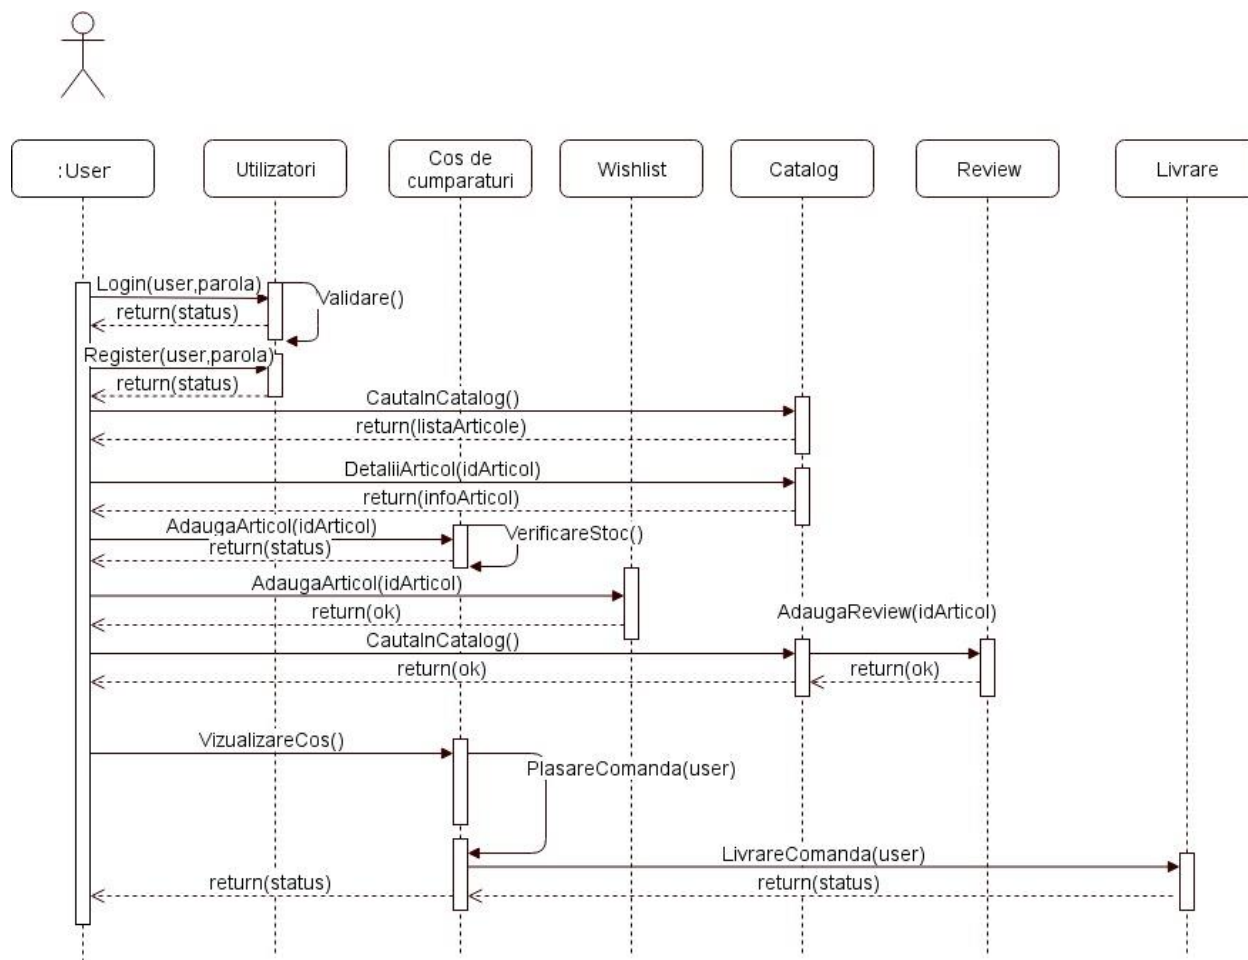 :User
Utilizatori
Cos de
cumparaturi
Wishlist
Catalog
Review
Livrare
Login(user,parola)
Validare()
return(status)
Register(user,parola)
return(status)
CautaInCatalog()
return(listaArticole)
DetaliiArticol(idArticol)
return(infoArticol)
AdaugaArticol(idArticol)
VerificareStoc()
return(status)
AdaugaArticol(idArticol)
return(ok)
AdaugaReview(idArticol)
CautaInCatalog()
return(ok)
return(ok)
VizualizareCos()
PlasareComanda(user)
LivrareComanda(user)
return(status)
return(status)